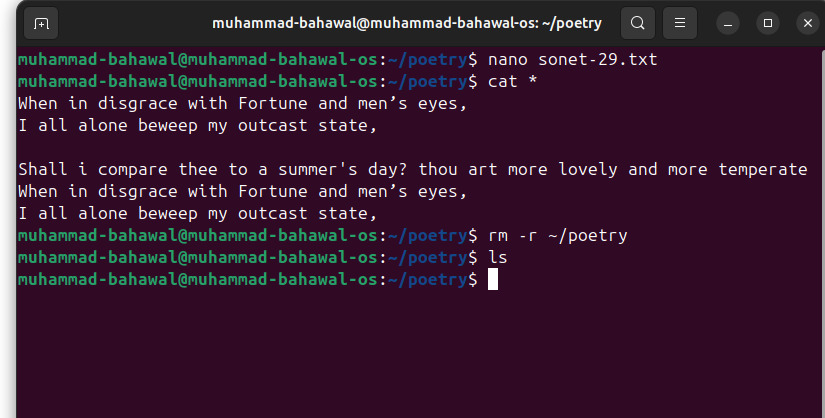 muhammad-bahawal@muhammad-bahawal-os: ~/poetry
muhammad-bahawal@muhammad-bahawal-os:~/poetry$ nano sonet-29.txt
muhammad-bahawal@muhammad-bahawal-os:~/poetry$ cat *
When in disgrace with Fortune and men’s eyes,
I all alone beweep my outcast state,

Shall i compare thee to a summer's day? thou art more lovely and more temperate
When in disgrace with Fortune and men’s eyes,
I all alone beweep my outcast state,
muhammad-bahawal@muhammad-bahawal-os:~/poetry$ rm -r ~/poetry
muhammad-bahawal@muhammad-bahawal-os:~/poetry$ ls
muhammad-bahawal@muhammad-bahawal-os:~/poetry$